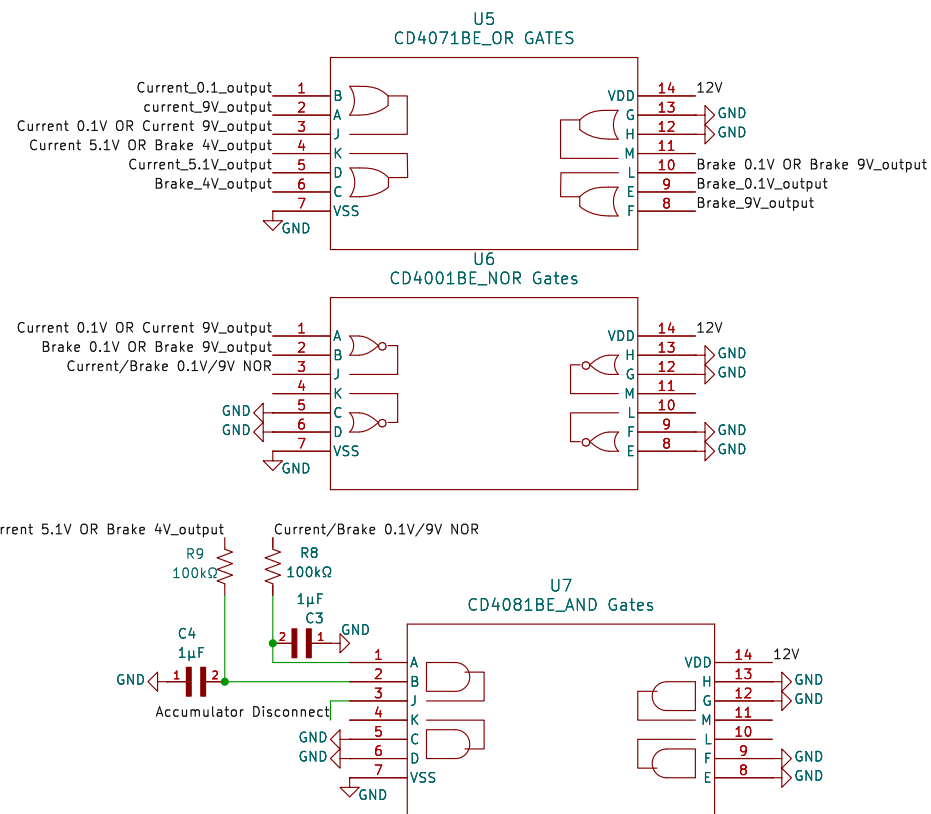 U5
CD4071BE_OR GATES
Current_0.1_output 1 B VDD 14 12V
current_9V_output 2 A G 13 GND
Current 0.1V OR Current 9V_output 3 J H 12 GND
Current 5.1V OR Brake 4V_output 4 K M 11
Current_5.1V_output 5 D L 10 Brake 0.1V OR Brake 9V_output
Brake_4V_output 6 C E 9 Brake_0.1V_output
7 VSS F 8 Brake_9V_output
GND
U6
CD4001BE_NOR Gates
Current 0.1V OR Current 9V_output 1 A VDD 14 12V
Brake 0.1V OR Brake 9V_output 2 B H 13 GND
Current/Brake 0.1V/9V NOR 3 J G 12 GND
4 K M 11
GND 5 C L 10
GND 6 D F 9 GND
7 VSS E 8 GND
GND
rrent 5.1V OR Brake 4V_output Current/Brake 0.1V/9V NOR
R9 R8
100kΩ 100kΩ
U7
CD4081BE_AND Gates
1µF
C3
2 1 GND
C4
1µF
GND 1 2
1 A VDD 14 12V
2 B H 13 GND
3 J G 12 GND
Accumulator Disconnect 4 K M 11
GND 5 C L 10
GND 6 D F 9 GND
7 VSS E 8 GND
GND